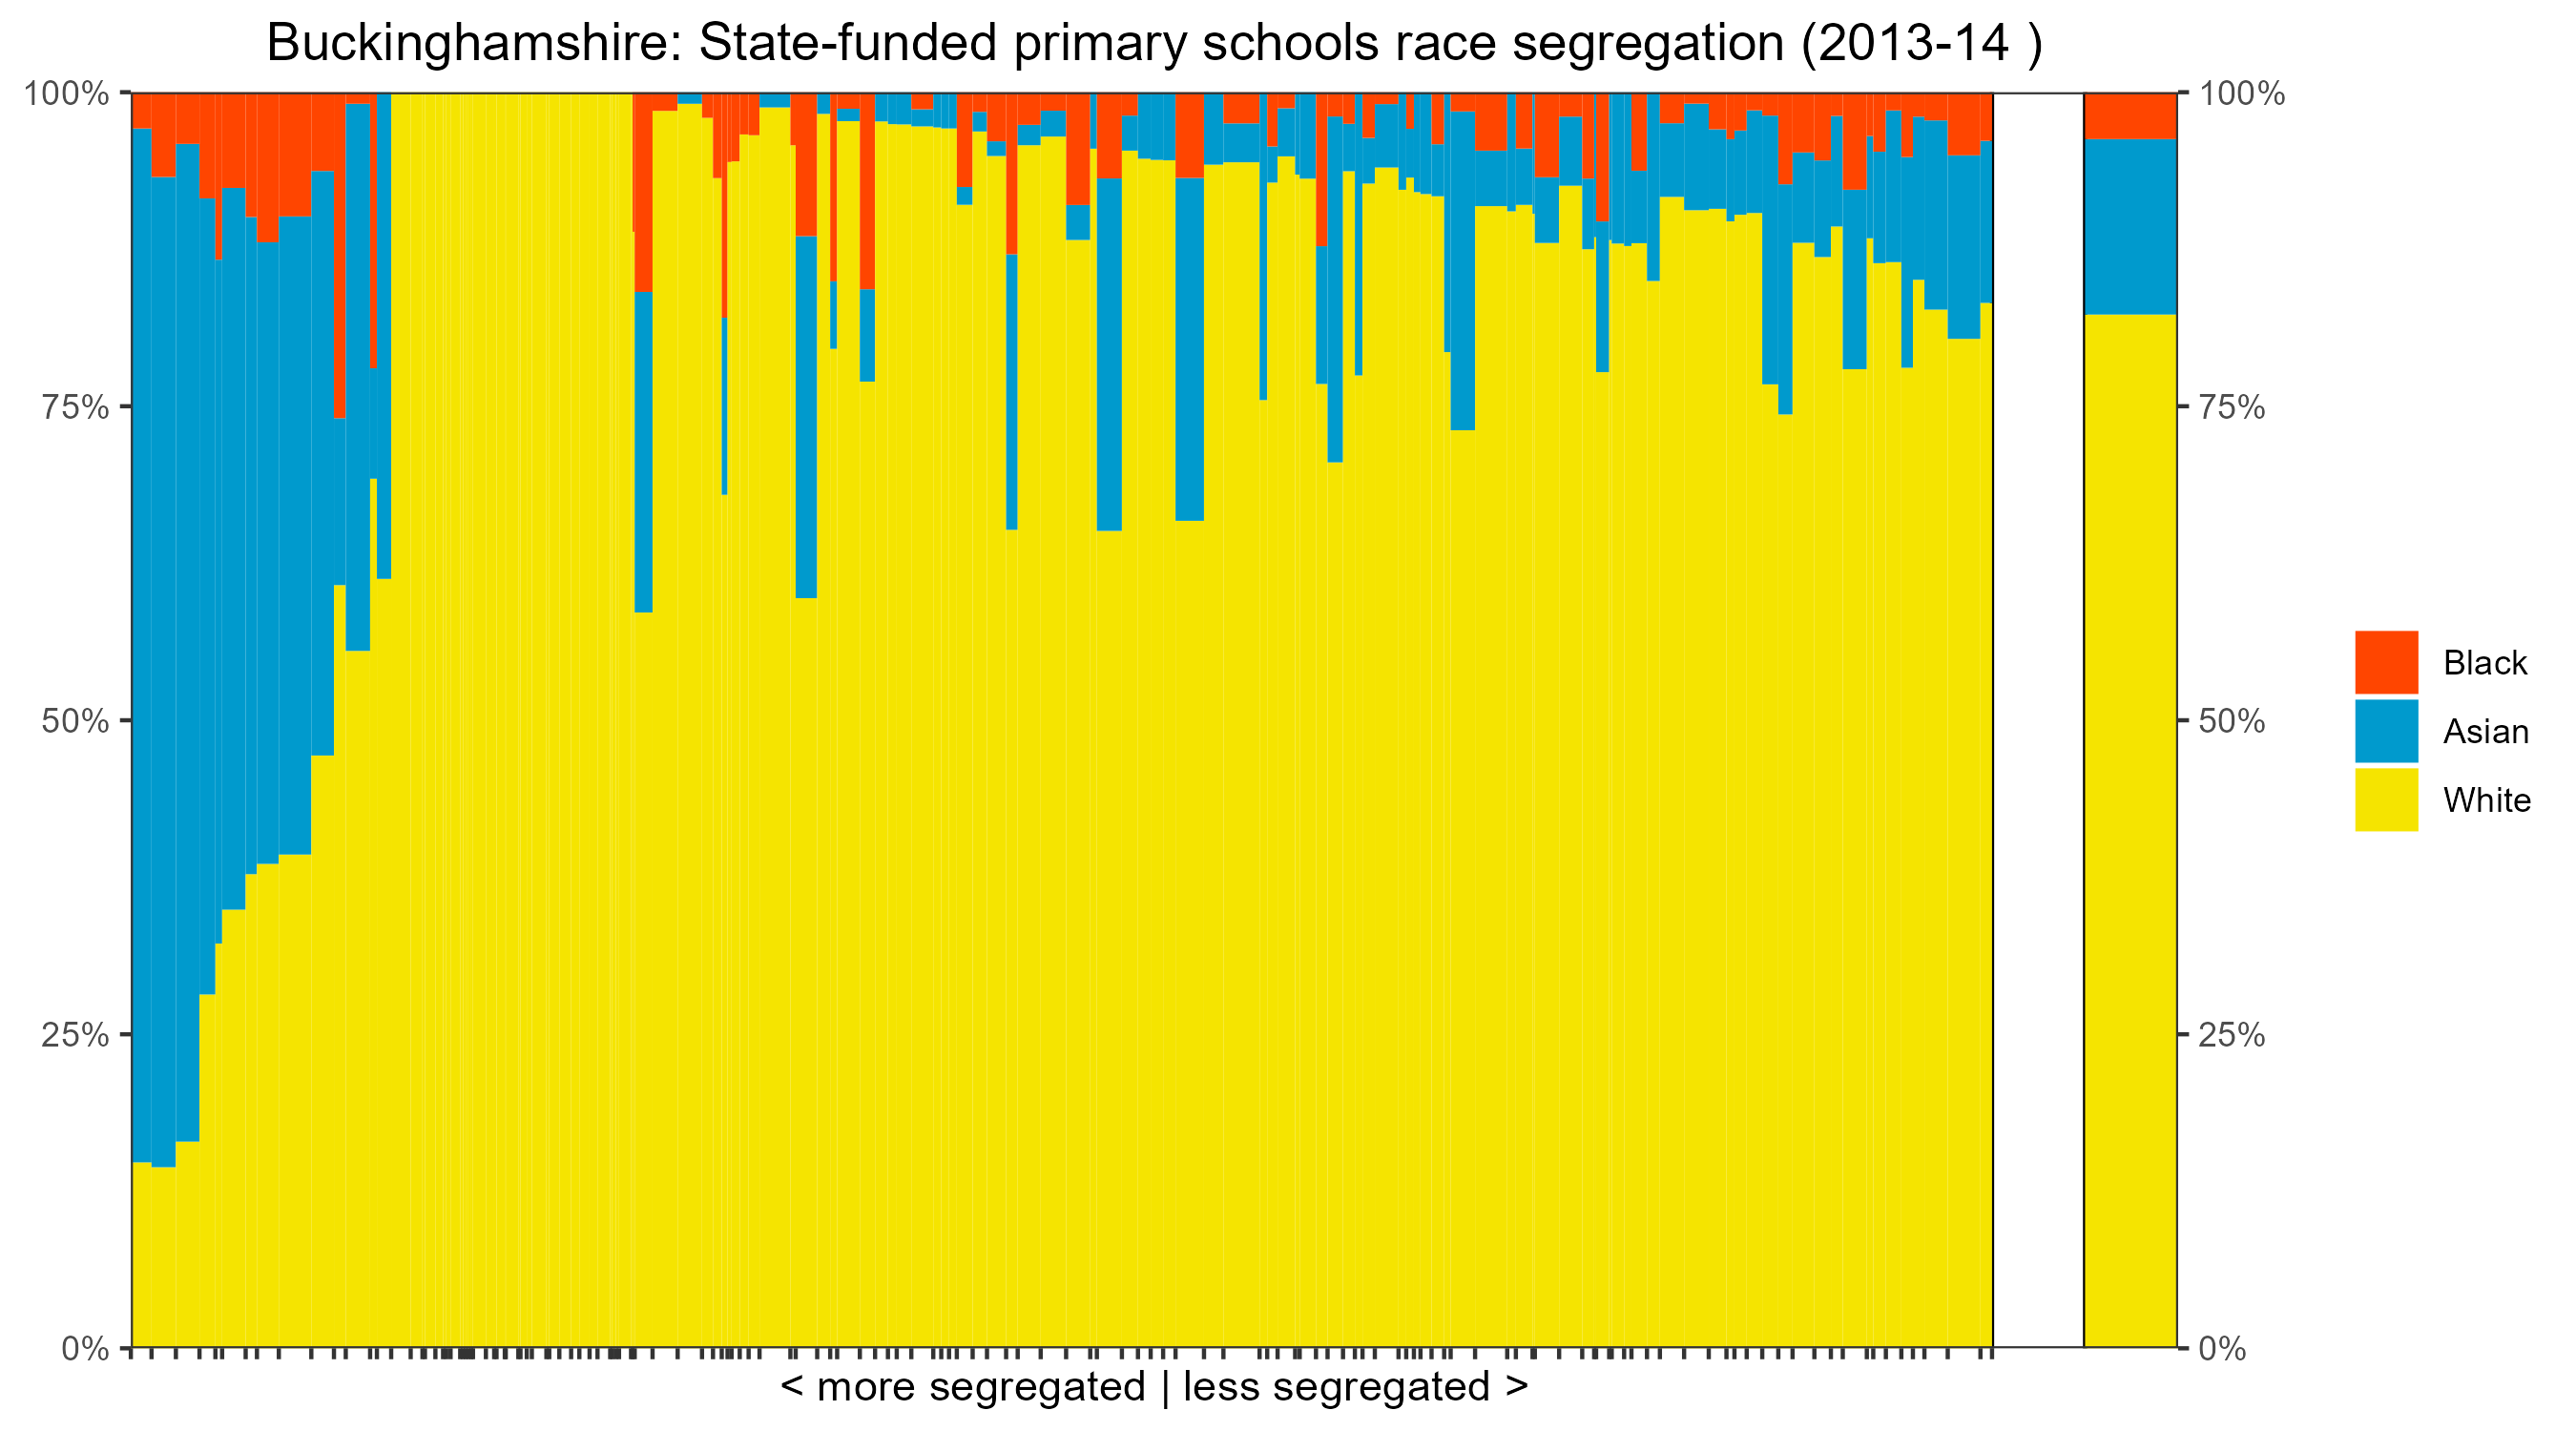 Buckinghamshire: State-funded primary schools race segregation (2013-14 )
100%
75%
50%
25%
0%
100%
75%
50%
25%
0%
Black
Asian
White
< more segregated | less segregated >